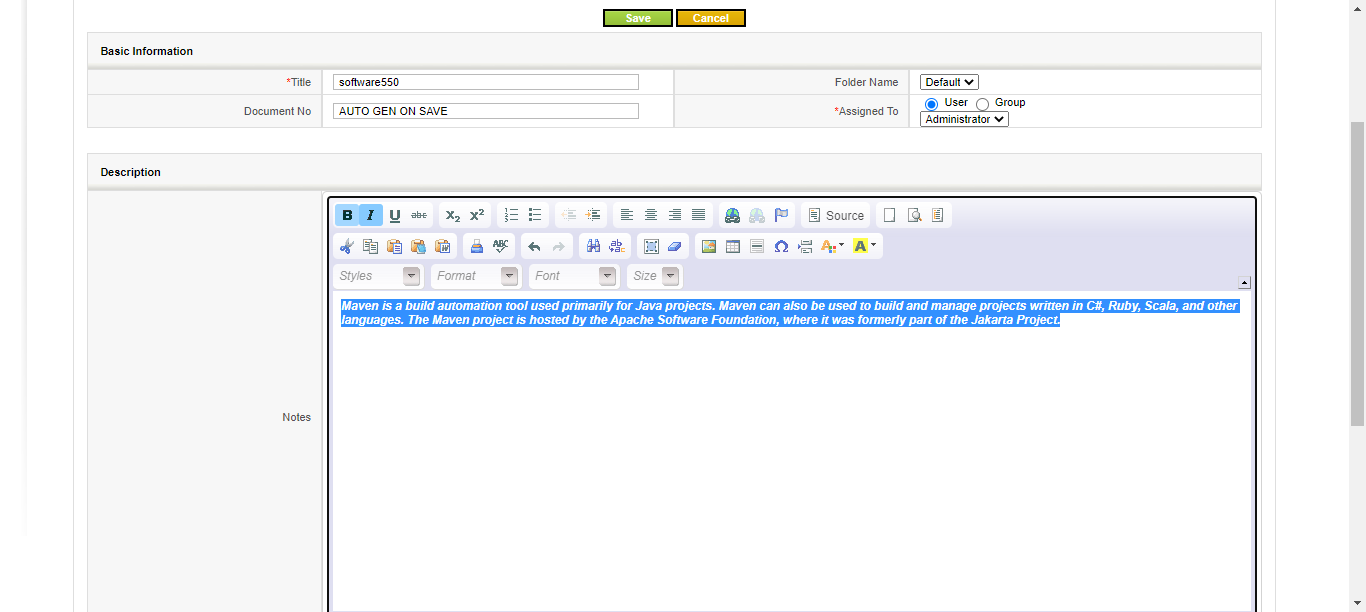 Save Cancel
Basic Information
*Title software550 Folder Name Default
Document No AUTO GEN ON SAVE *Assigned To User Group
Administrator
Description
B I U abc X2 X2 Source
ABC
Styles Format Font Size
Maven is a build automation tool used primarily for Java projects. Maven can also be used to build and manage projects written in C#, Ruby, Scala, and other
languages. The Maven project is hosted by the Apache Software Foundation, where it was formerly part of the Jakarta Project.
Notes